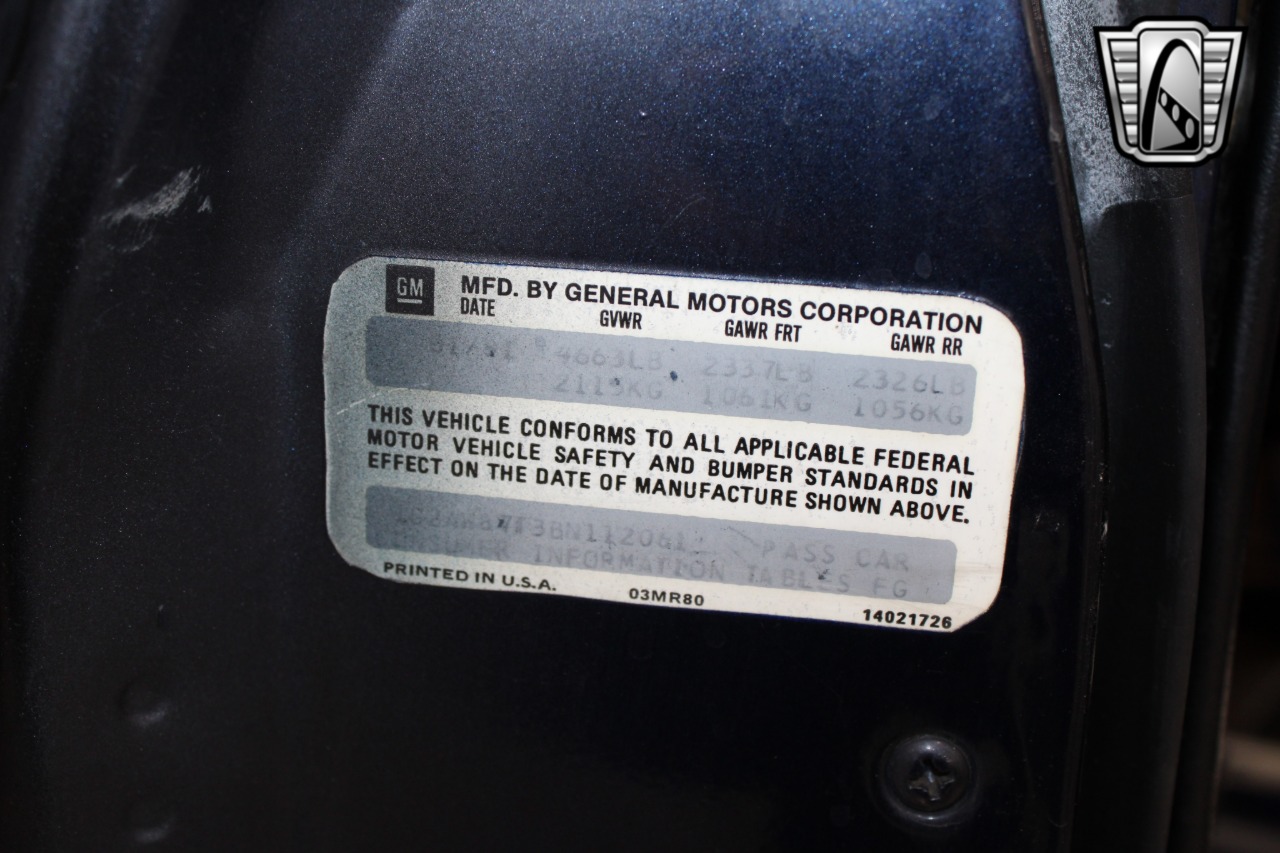 GM
MFD. BY GENERAL MOTORS CORPORATION
DATE GVWR GAWR FRT GAWR RR
4663LB 2337LB 2326LB
2115KG 1061KG 1056KG
THIS VEHICLE CONFORMS TO ALL APPLICABLE FEDERAL
MOTOR VEHICLE SAFETY AND BUMPER STANDARDS IN
EFFECT ON THE DATE OF MANUFACTURE SHOWN ABOVE.
PASS CAR
INFORMATION TABLES FG
PRINTED IN U.S.A. 03MR80 14021726